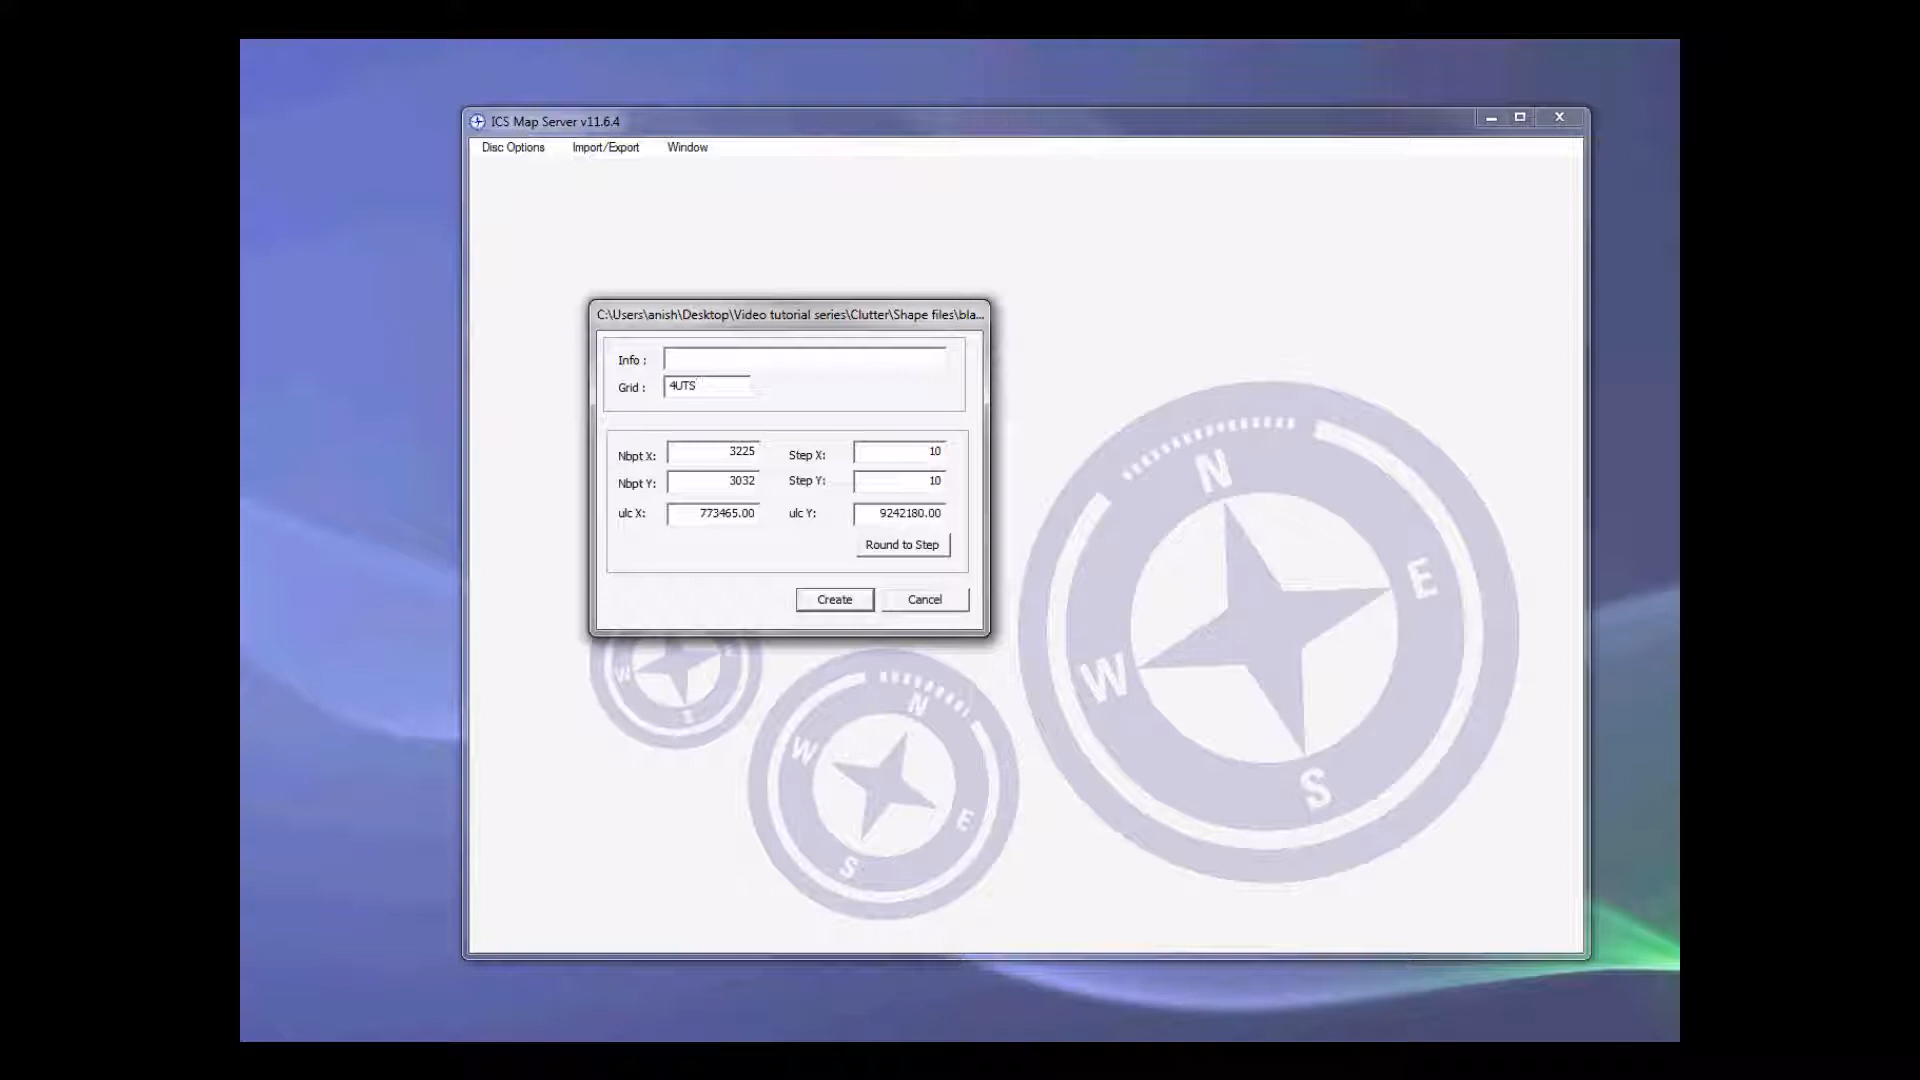 ICS Map Server v11.6.4
Disc Options Import/Export Window
C:\Users\anish\Desktop\Video tutorial series\Clutter\Shape files\bla...
Info :
Grid : 4UTS
Nbpt X: 3225 Step X: 10
Nbpt Y: 3032 Step Y: 10
ulc X: 773465.00 ulc Y: 9242180.00
Round to Step
Create Cancel
N
E
S
W
N
E
S
W
W
S